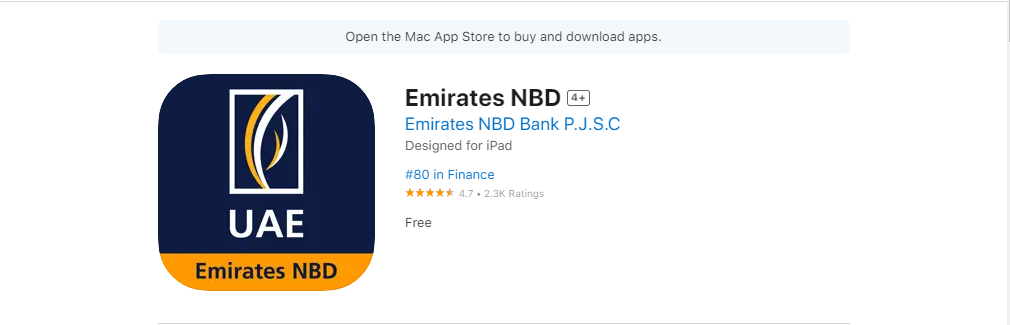 Open the Mac App Store to buy and download apps.
Emirates NBD 4+
Emirates NBD Bank P.J.S.C
Designed for iPad
#80 in Finance
4.7 • 2.3K Ratings
Free
UAE
Emirates NBD